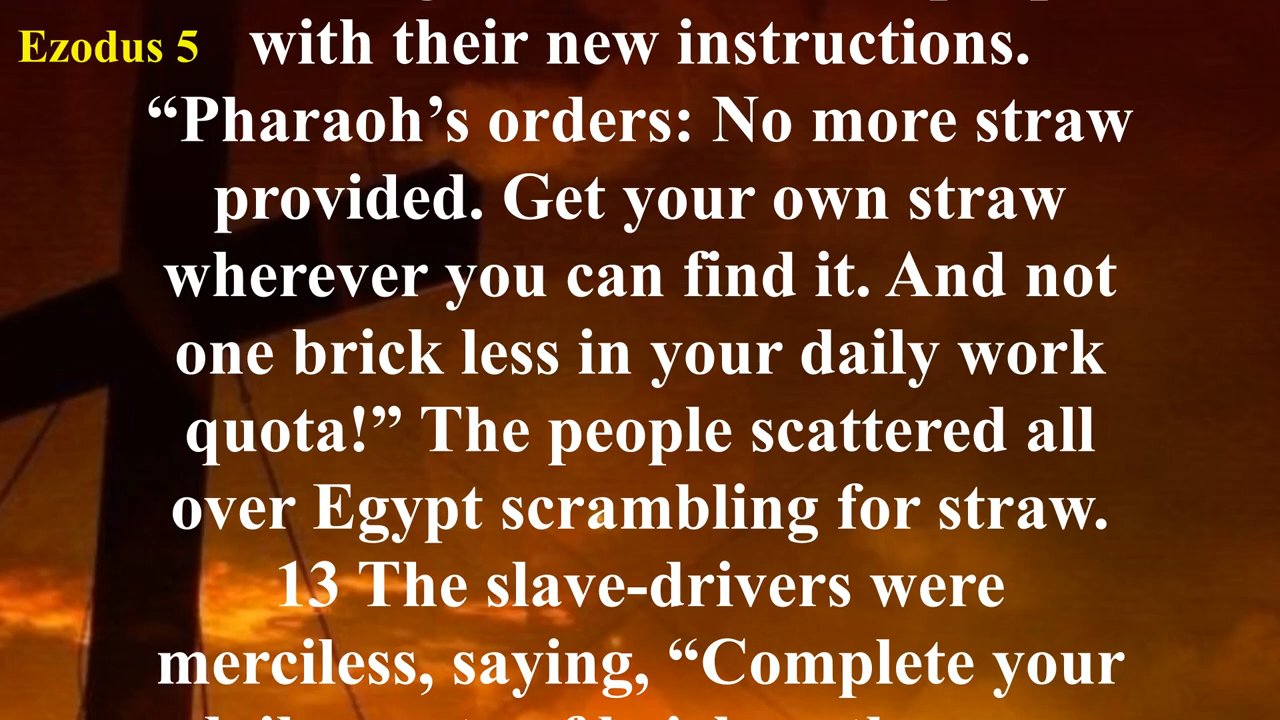 Ezodus 5
with their new instructions.
“Pharaoh’s orders: No more straw
provided. Get your own straw
wherever you can find it. And not
one brick less in your daily work
quota!” The people scattered all
over Egypt scrambling for straw.
13 The slave-drivers were
merciless, saying, “Complete your